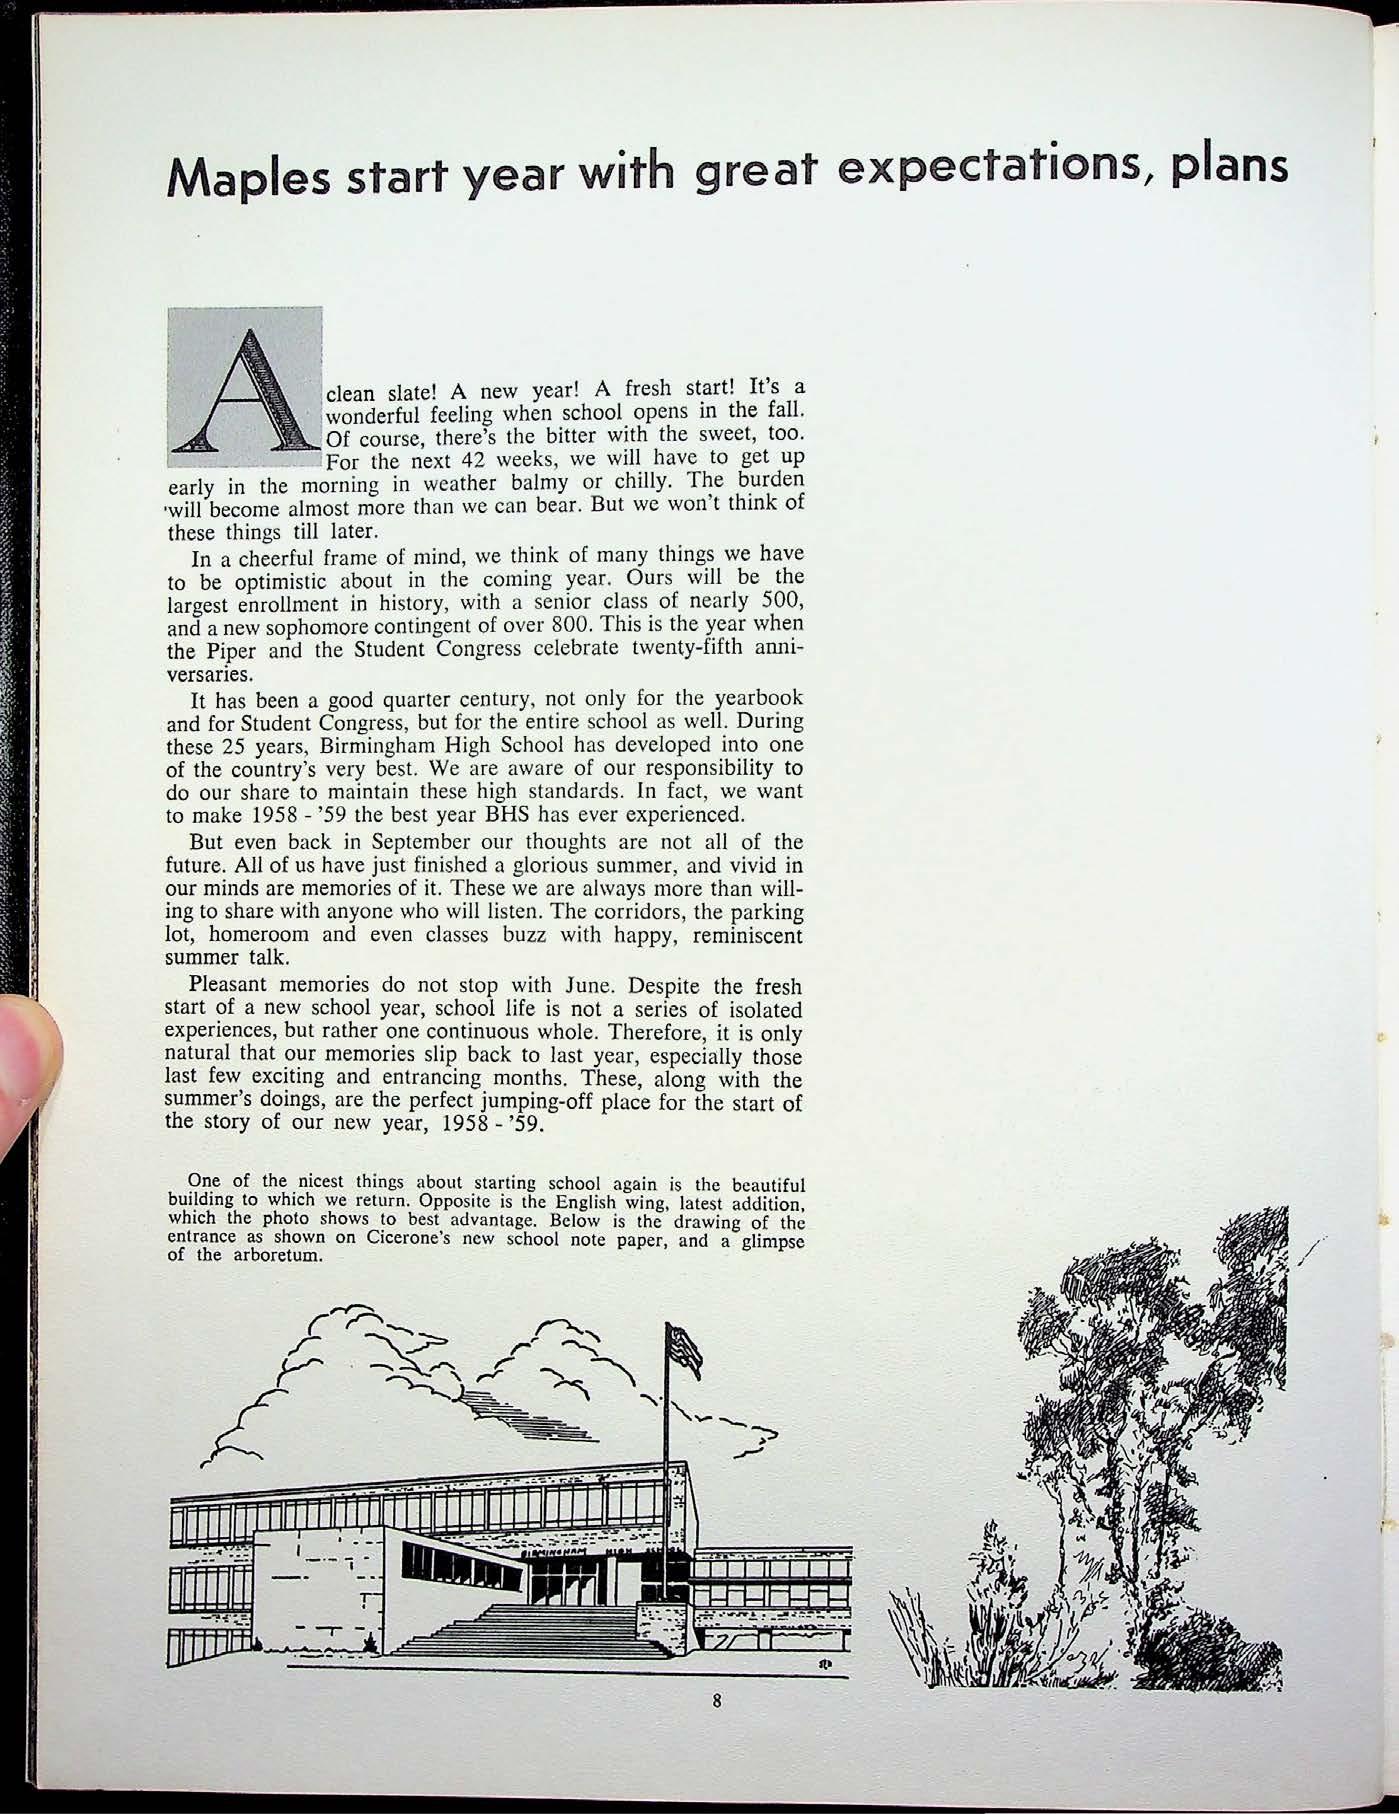 Maples start year with great expectations, plans
A
clean slate! A new year! A fresh start! It's a
wonderful feeling when school opens in the fall.
Of course, there's the bitter with the sweet, too.
For the next 42 weeks, we will have to get up
early in the morning in weather balmy or chilly. The burden
will become almost more than we can bear. But we won't think of
these things till later.
In a cheerful frame of mind, we think of many things we have
to be optimistic about in the coming year. Ours will be the
largest enrollment in history, with a senior class of nearly 500,
and a new sophomore contingent of over 800. This is the year when
the Piper and the Student Congress celebrate twenty-fifth anni-
versaries.
It has been a good quarter century, not only for the yearbook
and for Student Congress, but for the entire school as well. During
these 25 years, Birmingham High School has developed into one
of the country's very best. We are aware of our responsibility to
do our share to maintain these high standards. In fact, we want
to make 1958 - '59 the best year BHS has ever experienced.
But even back in September our thoughts are not all of the
future. All of us have just finished a glorious summer, and vivid in
our minds are memories of it. These we are always more than will-
ing to share with anyone who will listen. The corridors, the parking
lot, homeroom and even classes buzz with happy, reminiscent
summer talk.
Pleasant memories do not stop with June. Despite the fresh
start of a new school year, school life is not a series of isolated
experiences, but rather one continuous whole. Therefore, it is only
natural that our memories slip back to last year, especially those
last few exciting and entrancing months. These, along with the
summer's doings, are the perfect jumping-off place for the start of
the story of our new year, 1958 - '59.
One of the nicest things about starting school again is the beautiful
building to which we return. Opposite is the English wing, latest addition,
which the photo shows to best advantage. Below is the drawing of the
entrance as shown on Cicerone's new school note paper, and a glimpse
of the arboretum.
BIRMINGHAM HIGH SCHOOL
8